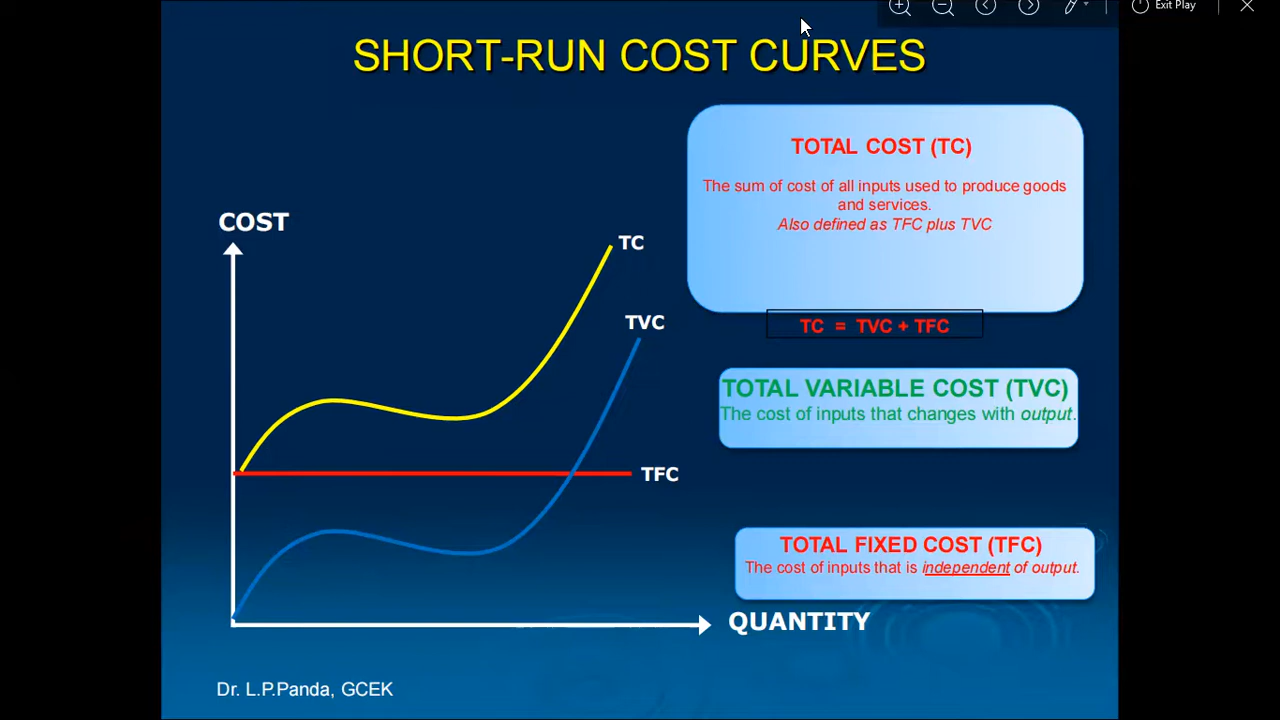 Exit Play
SHORT-RUN COST CURVES
TOTAL COST (TC)
The sum of cost of all inputs used to produce goods
and services.
Also defined as TFC plus TVC
COST
TC
TVC
TC = TVC + TFC
TOTAL VARIABLE COST (TVC)
The cost of inputs that changes with output.
TFC
TOTAL FIXED COST (TFC)
The cost of inputs that is independent of output.
QUANTITY
Dr. L.P.Panda, GCEK